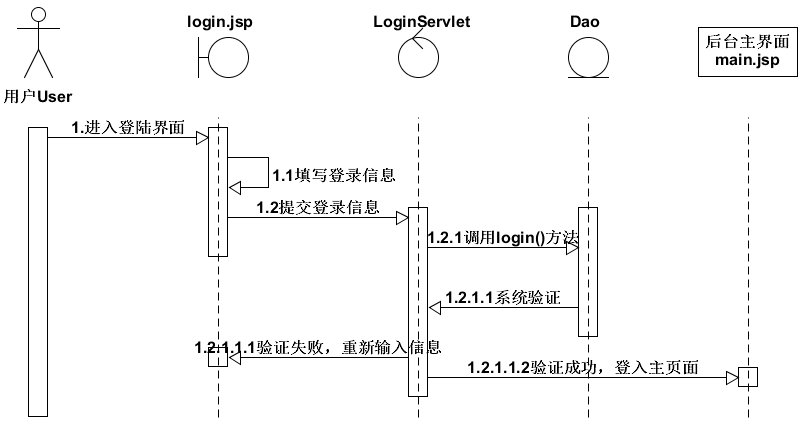 login.jsp
LoginServlet
Dao
后台主界面
main.jsp
用户User
1.进入登陆界面
1.1填写登录信息
1.2提交登录信息
1.2.1调用login()方法
1.2.1.1系统验证
1.2.1.1.1验证失败，重新输入信息
1.2.1.1.2验证成功，登入主页面